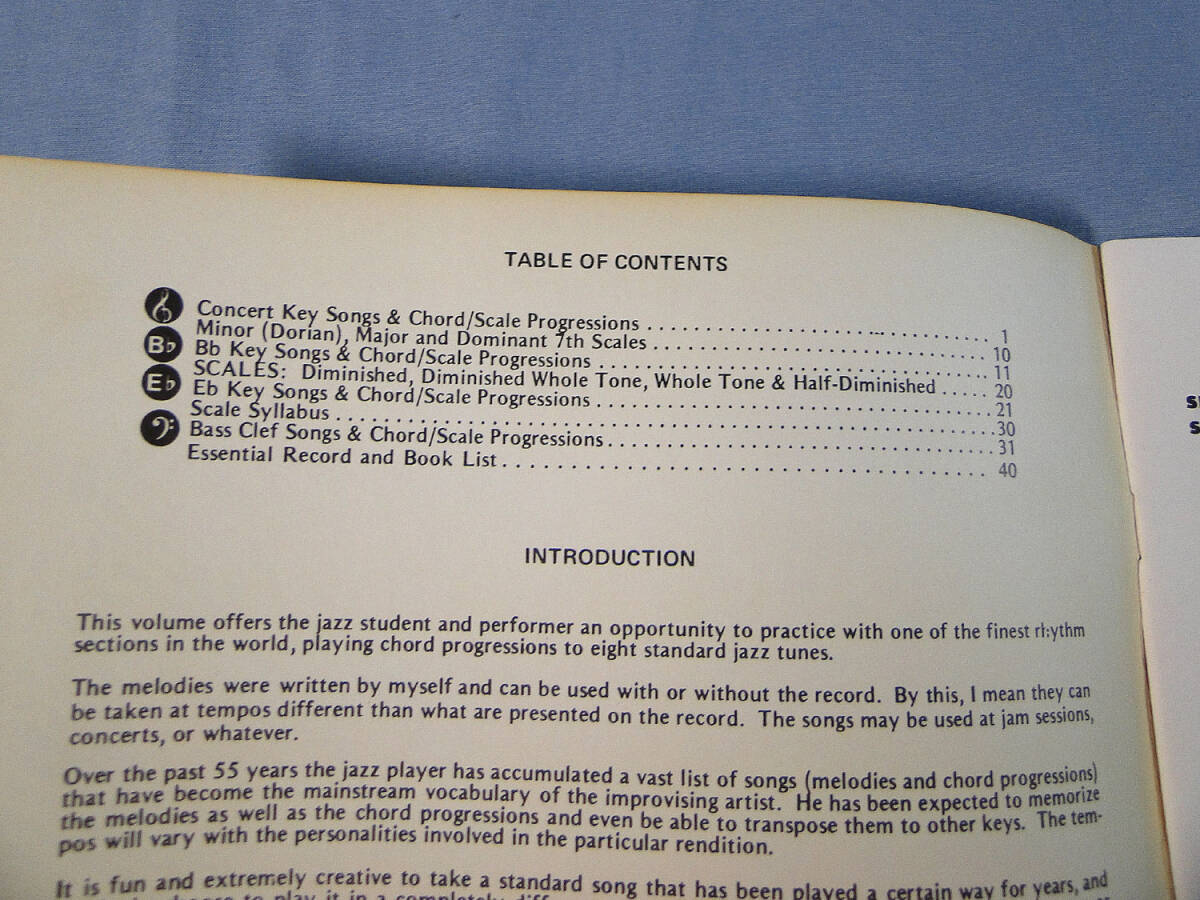 TABLE OF CONTENTS
Concert Key Songs & Chord/Scale Progressions . . . . . . . . . . . . . . . . . . . . . . . . . . . . . . 1
Minor (Dorian), Major and Dominant 7th Scales . . . . . . . . . . . . . . . . . . . . . . . . . . . . . 10
B♭ Bb Key Songs & Chord/Scale Progressions . . . . . . . . . . . . . . . . . . . . . . . . . . . . . . . . . 11
SCALES: Diminished, Diminished Whole Tone, Whole Tone & Half-Diminished . . . . . 20
E♭ Eb Key Songs & Chord/Scale Progressions . . . . . . . . . . . . . . . . . . . . . . . . . . . . . . . . . 21
Scale Syllabus . . . . . . . . . . . . . . . . . . . . . . . . . . . . . . . . . . . . . . . . . . . . . . . . . . . . . . . 30
Bass Clef Songs & Chord/Scale Progressions . . . . . . . . . . . . . . . . . . . . . . . . . . . . . . . . 31
Essential Record and Book List . . . . . . . . . . . . . . . . . . . . . . . . . . . . . . . . . . . . . . . . 40
INTRODUCTION
This volume offers the jazz student and performer an opportunity to practice with one of the finest rhythm
sections in the world, playing chord progressions to eight standard jazz tunes.
The melodies were written by myself and can be used with or without the record. By this, I mean they can
be taken at tempos different than what are presented on the record. The songs may be used at jam sessions,
concerts, or whatever.
Over the past 55 years the jazz player has accumulated a vast list of songs (melodies and chord progressions)
that have become the mainstream vocabulary of the improvising artist. He has been expected to memorize
the melodies as well as the chord progressions and even be able to transpose them to other keys. The tem-
pos will vary with the personalities involved in the particular rendition.
It is fun and extremely creative to take a standard song that has been played a certain way for years, and
to play it in a completely